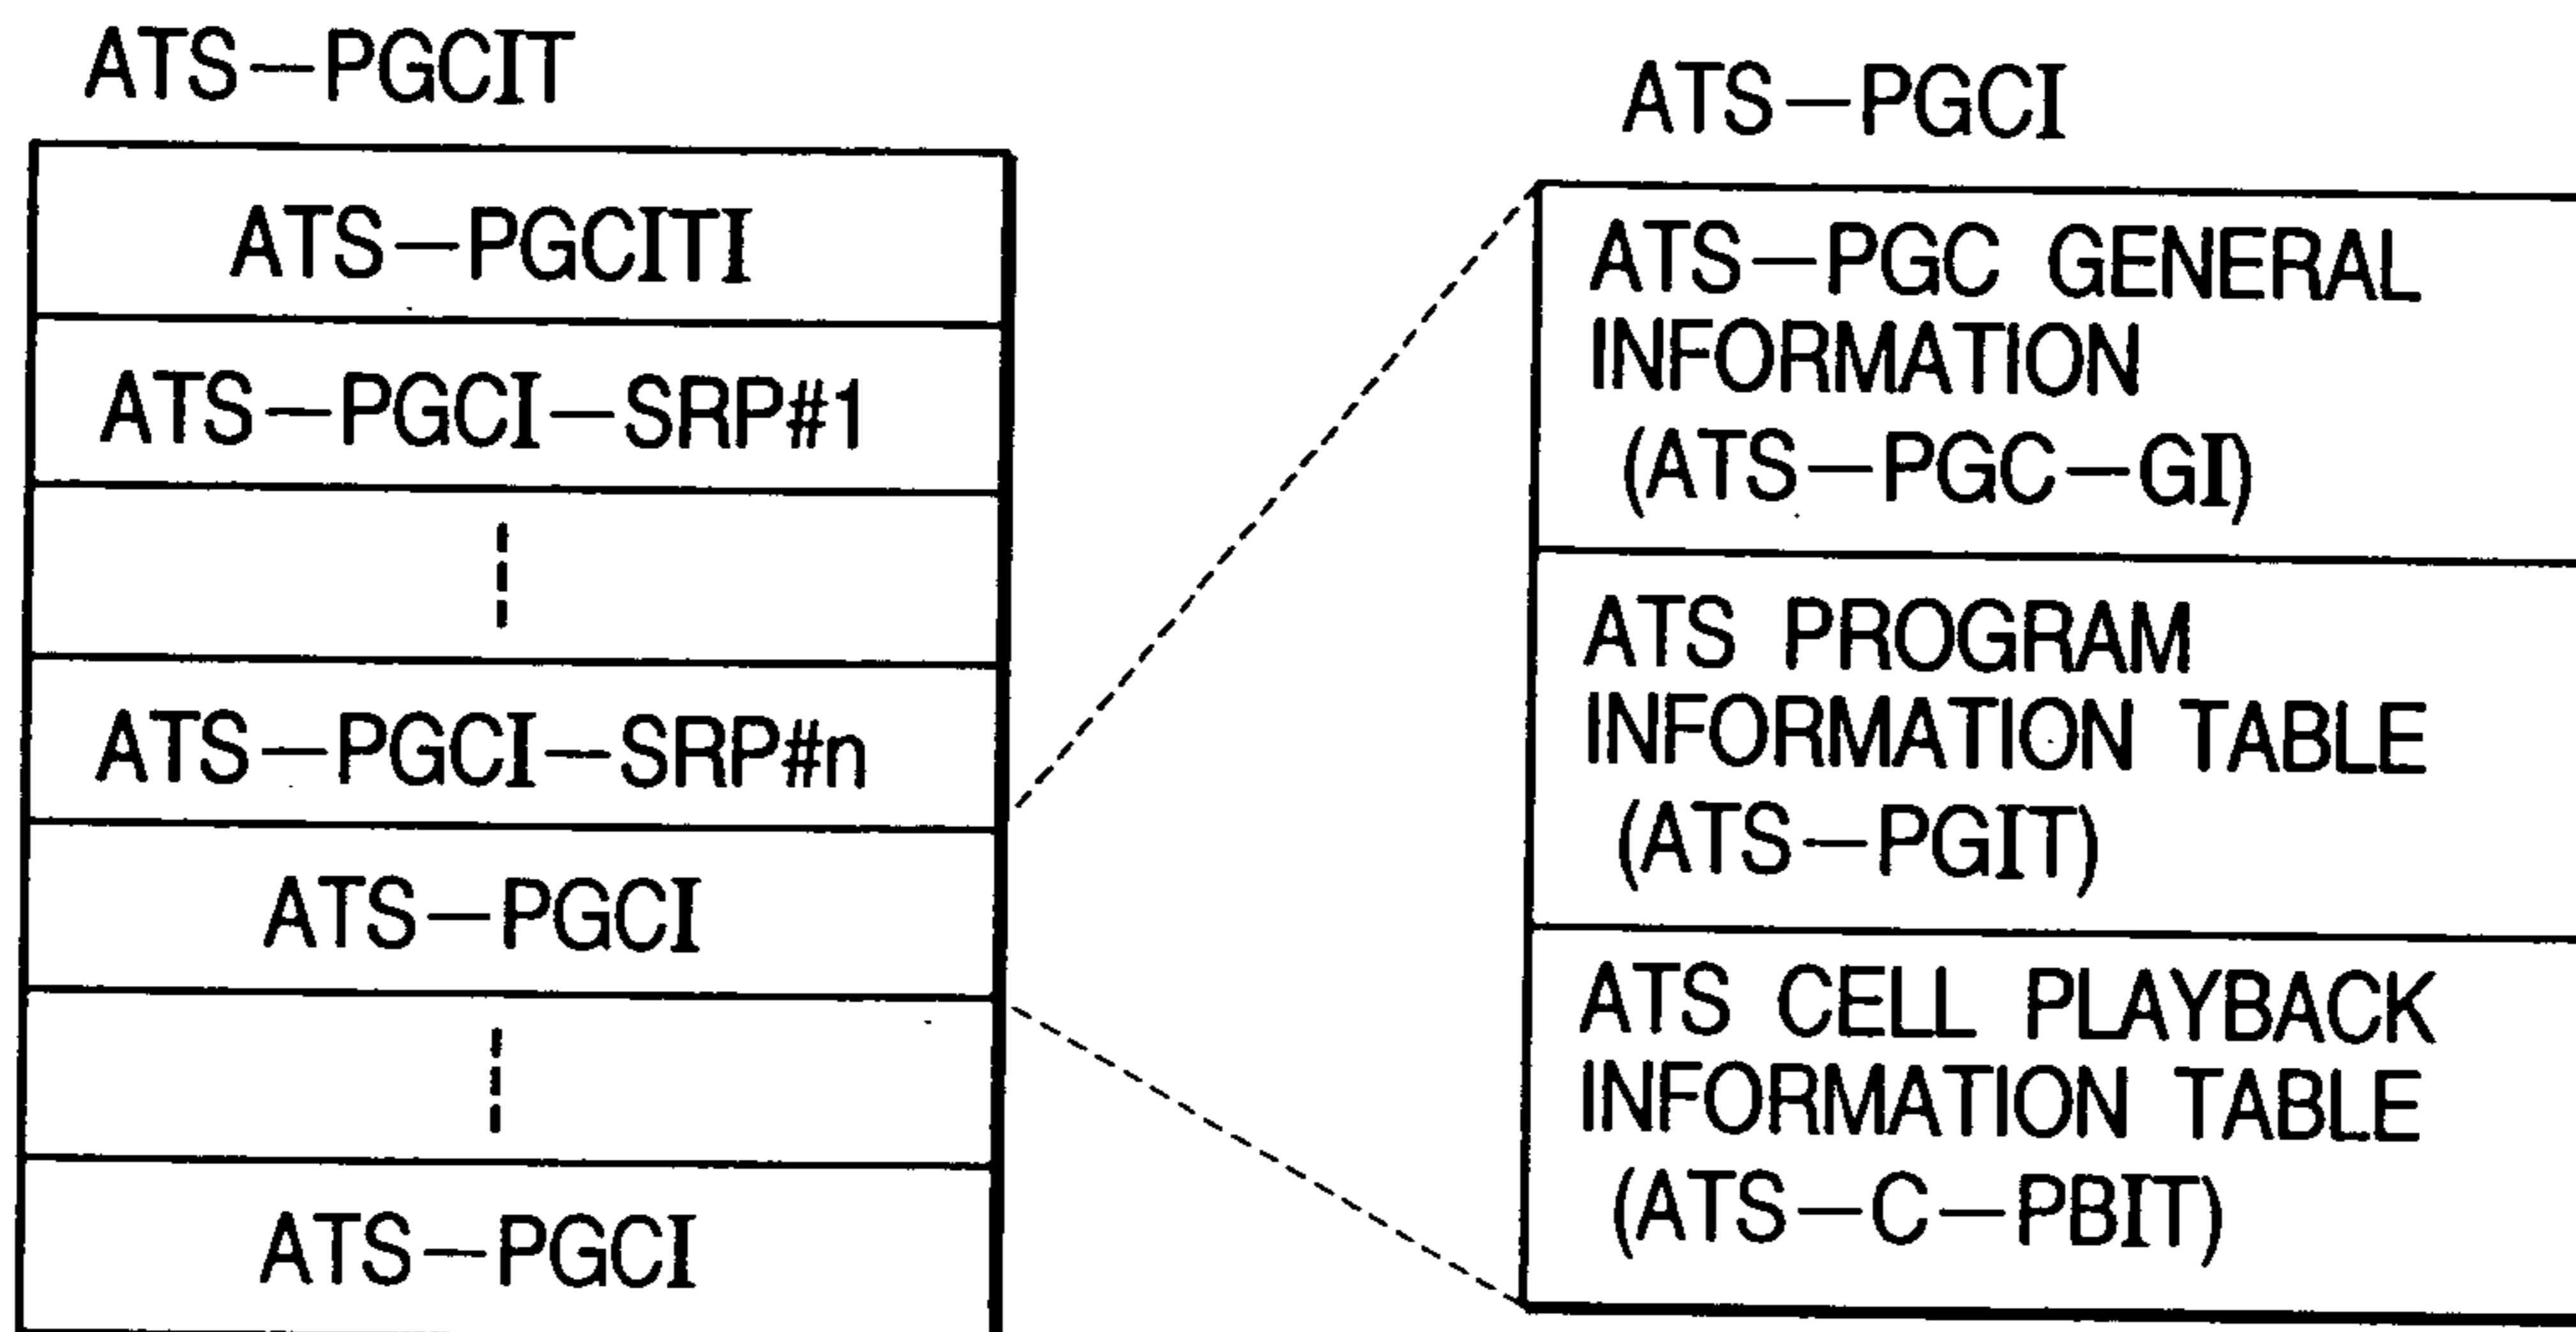 ATS-PGCIT
ATS-PGCITI
ATS-PGCI-SRP#1
ATS-PGCI-SRP#n
ATS-PGCI
ATS-PGCI
ATS-PGCI
ATS-PGC GENERAL
INFORMATION
(ATS-PGC-GI)
ATS PROGRAM
INFORMATION TABLE
(ATS-PGIT)
ATS CELL PLAYBACK
INFORMATION TABLE
(ATS-C-PBIT)